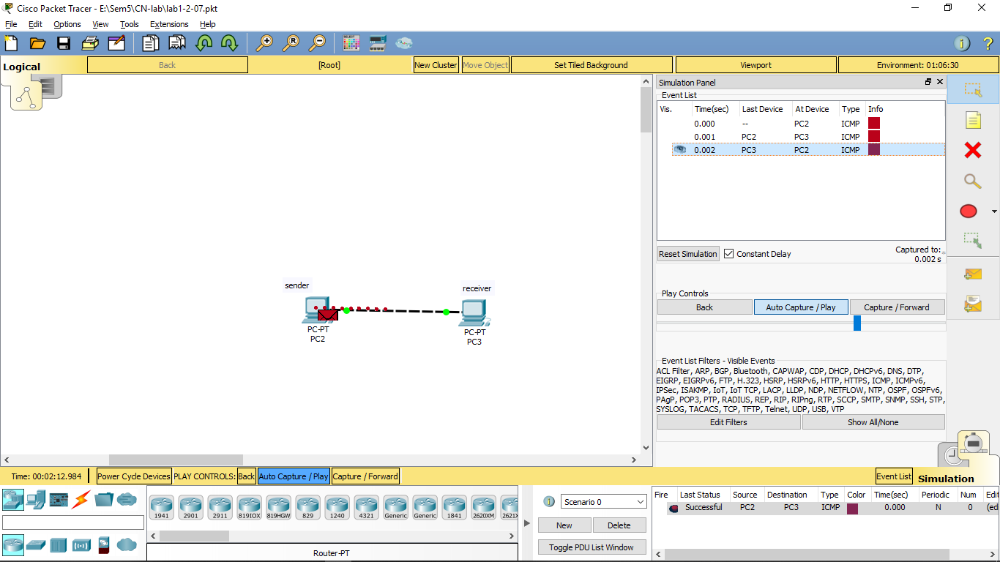 Cisco Packet Tracer - E:\Sem5\CN-lab\lab1-2-07.pkt
File Edit Options View Tools Extensions Help
Logical Back [Root] New Cluster Move Object Set Tiled Background Viewport Environment: 01:06:30
Simulation Panel
Event List
Vis. Time(sec) Last Device At Device Type Info
0.000 -- PC2 ICMP
0.001 PC2 PC3 ICMP
0.002 PC3 PC2 ICMP
Reset Simulation Constant Delay Captured to:
0.002 s
Play Controls
Back Auto Capture / Play Capture / Forward
Event List Filters - Visible Events
ACL Filter, ARP, BGP, Bluetooth, CAPWAP, CDP, DHCP, DHCPv6, DNS, DTP,
EIGRP, EIGRPv6, FTP, H.323, HSRP, HSRPv6, HTTP, HTTPS, ICMP, ICMPv6,
IPSec, ISAKMP, IoT, IoT TCP, LACP, LLDP, NDP, NETFLOW, NTP, OSPF, OSPFv6,
PAgP, POP3, PTP, RADIUS, REP, RIP, RIPng, RTP, SCCP, SMTP, SNMP, SSH, STP,
SYSLOG, TACACS, TCP, TFTP, Telnet, UDP, USB, VTP
Edit Filters Show All/None
sender
receiver
PC-PT
PC2
PC-PT
PC3
Time: 00:02:12.984 Power Cycle Devices PLAY CONTROLS: Back Auto Capture / Play Capture / Forward Event List Simulation
1941 2901 2911 819IOX 819HGW 829 1240 4321 Generic Generic 1841 2620XM 2621X
Router-PT
Scenario 0
New Delete
Toggle PDU List Window
Fire Last Status Source Destination Type Color Time(sec) Periodic Num Edit
Successful PC2 PC3 ICMP 0.000 N 0 (edi